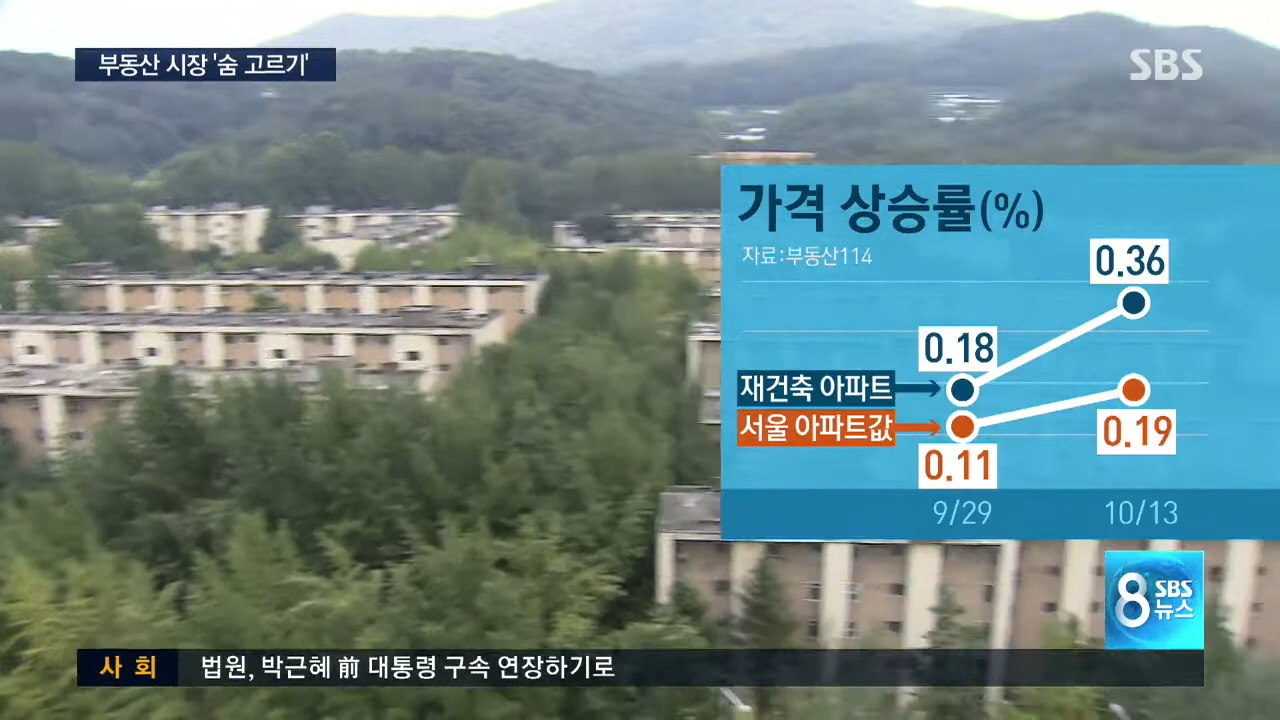 부동산 시장 '숨 고르기'
SBS
가격 상승률(%)
자료:부동산114
0.36
0.18
재건축 아파트
서울 아파트값
0.19
0.11
9/29
10/13
8 SBS
뉴스
사 회
법원, 박근혜 前 대통령 구속 연장하기로